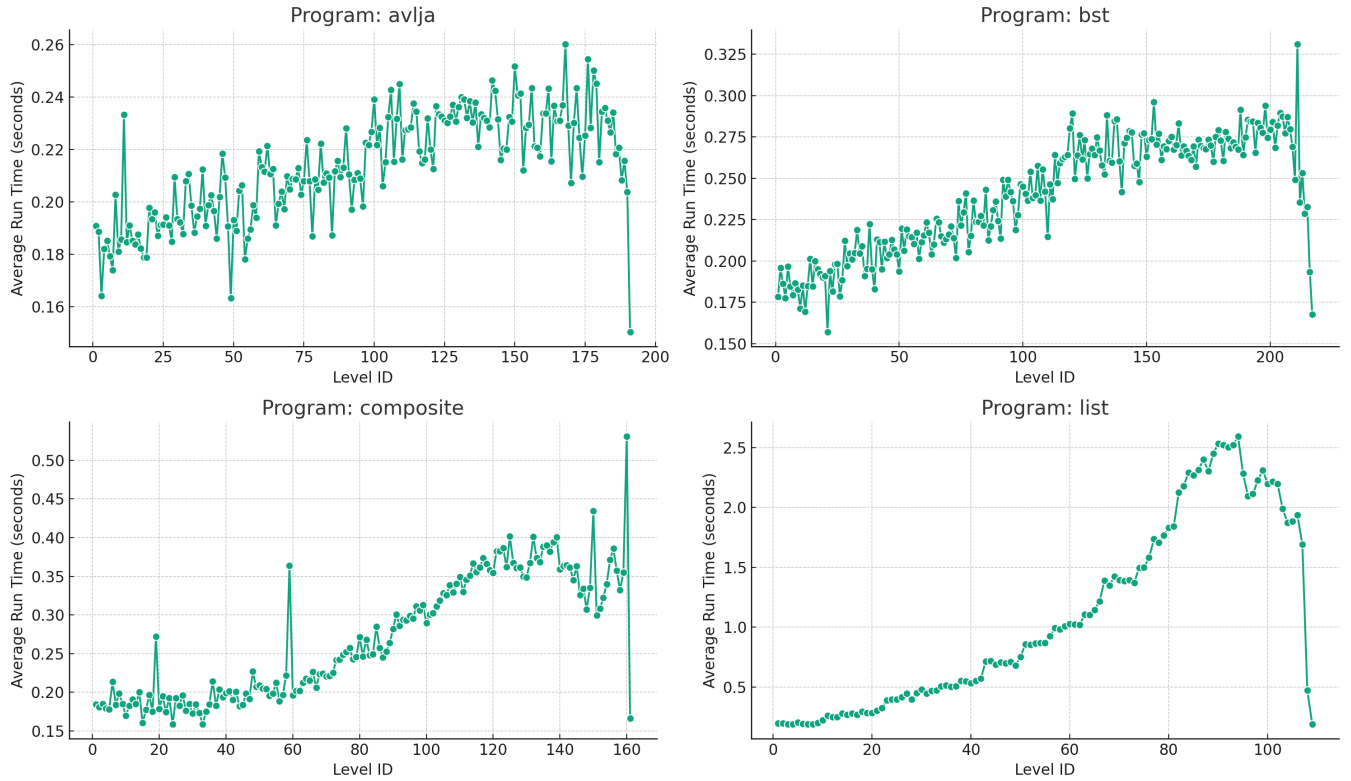 Program: avlja
Average Run Time (seconds)
0.26
0.24
0.22
0.20
0.18
0.16
0 25 50 75 100 125 150 175 200
Level ID
Program: bst
Average Run Time (seconds)
0.325
0.300
0.275
0.250
0.225
0.200
0.175
0.150
0 50 100 150 200
Level ID
Program: composite
Average Run Time (seconds)
0.50
0.45
0.40
0.35
0.30
0.25
0.20
0.15
0 20 40 60 80 100 120 140 160
Level ID
Program: list
Average Run Time (seconds)
2.5
2.0
1.5
1.0
0.5
0 20 40 60 80 100
Level ID